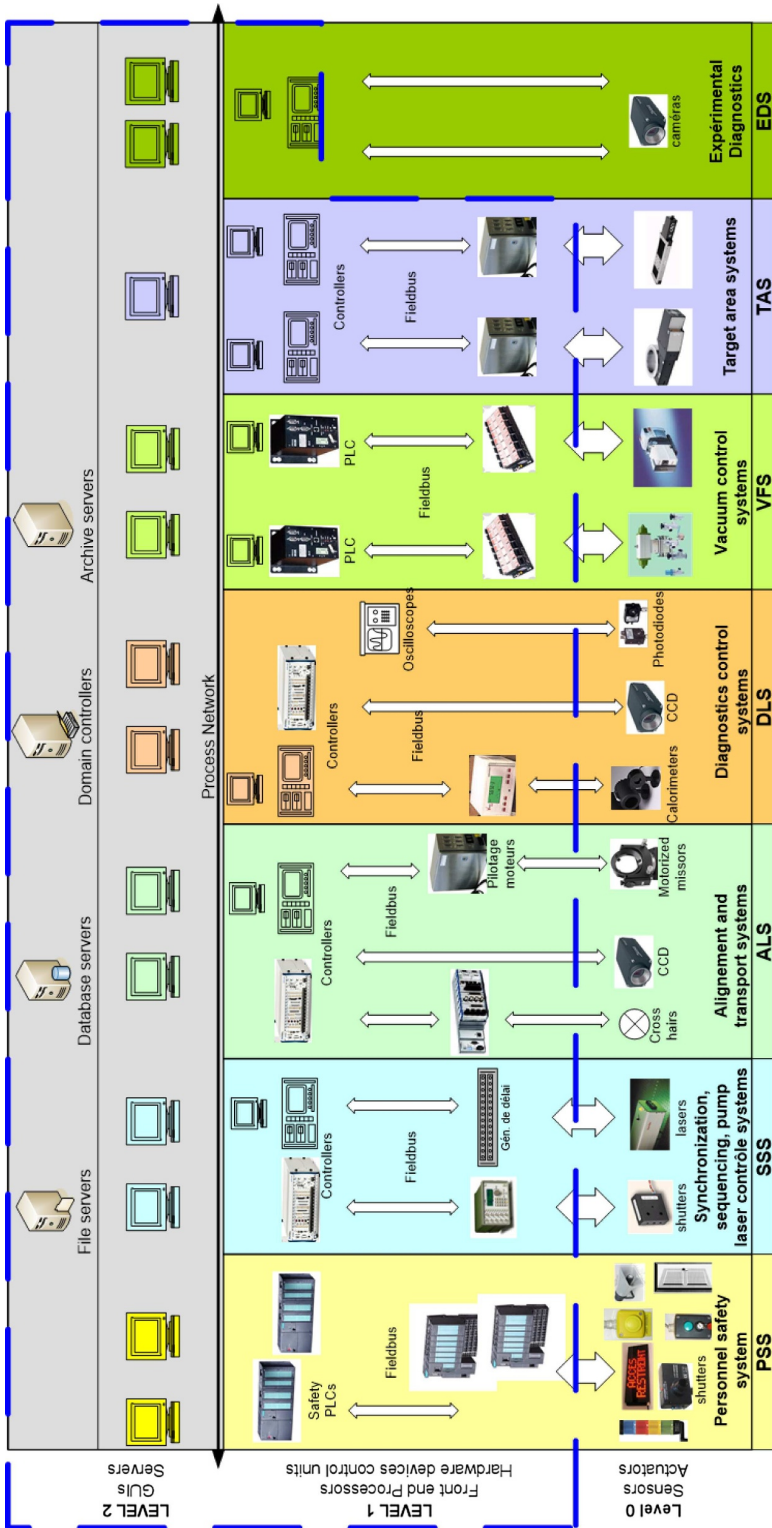 LEVEL 2
GUIs
Servers
LEVEL 1
Front end Processors
Hardware devices control units
Level 0
Sensors
Actuators
File servers
Database servers
Domain controllers
Archive servers
Process Network
Safety
PLCs
Fieldbus
ACCES
RESTREINT
shutters
Personnel safety
system
PSS
Controllers
Fieldbus
Gén. de délai
shutters
lasers
Synchronization,
sequencing, pump
laser contrôle systems
SSS
Controllers
Fieldbus
Pilotage
moteurs
Cross
hairs
CCD
Motorized
missors
Alignement and
transport systems
ALS
Controllers
Oscilloscopes
Fieldbus
Calorimeters
CCD
Photodiodes
Diagnostics control
systems
DLS
PLC
PLC
Fieldbus
Vacuum control
systems
VFS
Controllers
Fieldbus
Target area systems
TAS
caméras
Expérimental
Diagnostics
EDS